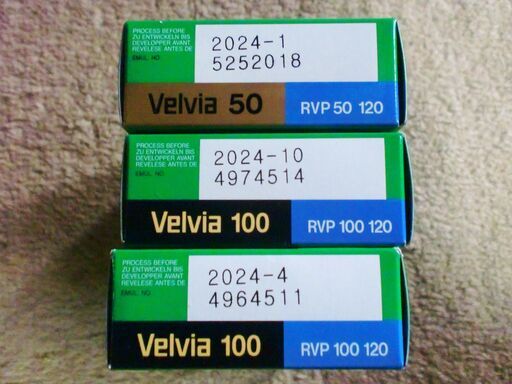 PROCESS BEFORE
ZU ENTWICKELN BIS
DEVELOPPER AVANT
REVELESE ANTES DE
EMUL. NO.
2024-1
5252018
Velvia 50
RVP 50 120
PROCESS BEFORE
ZU ENTWICKELN BIS
DEVELOPPER AVANT
REVELESE ANTES DE
EMUL. NO.
2024-10
4974514
Velvia 100
RVP 100 120
PROCESS BEFORE
ZU ENTWICKELN BIS
DEVELOPPER AVANT
REVELESE ANTES DE
EMUL. NO.
2024-4
4964511
Velvia 100
RVP 100 120